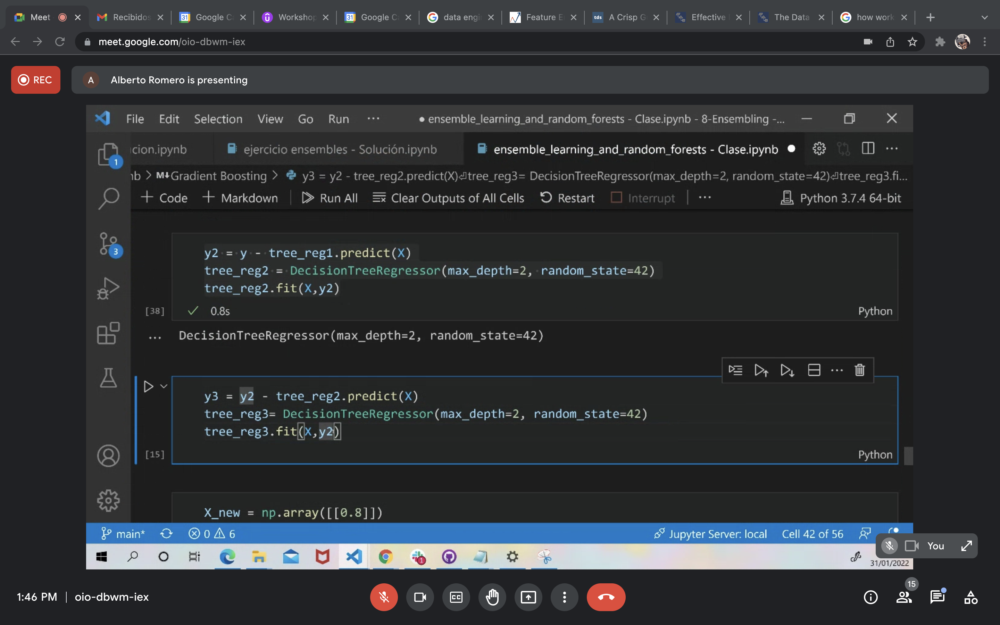 Meet
Recibidos
Google Ca
Workshop
Google Ca
data engi
Feature E
tds
A Crisp G
Effective
The Data
how work
meet.google.com/oio-dbwm-iex
REC
A
Alberto Romero is presenting
File Edit Selection View Go Run ··· ● ensemble_learning_and_random_forests - Clase.ipynb - 8-Ensembling -...
cion.ipynb ejercicio ensembles - Solución.ipynb ensemble_learning_and_random_forests - Clase.ipynb ●
1
nb > M↓Gradient Boosting > y3 = y2 - tree_reg2.predict(X)⏎tree_reg3= DecisionTreeRegressor(max_depth=2, random_state=42)⏎tree_reg3.fi...
+ Code + Markdown Run All Clear Outputs of All Cells Restart Interrupt ··· Python 3.7.4 64-bit
3
y2 = y - tree_reg1.predict(X)
tree_reg2 = DecisionTreeRegressor(max_depth=2, random_state=42)
tree_reg2.fit(X,y2)
[38] ✓ 0.8s Python
... DecisionTreeRegressor(max_depth=2, random_state=42)
y3 = y2 - tree_reg2.predict(X)
tree_reg3= DecisionTreeRegressor(max_depth=2, random_state=42)
tree_reg3.fit(X,y2)
[15] Python
X_new = np.array([[0.8]])
main* 0 6 Jupyter Server: local Cell 42 of 56
You
1
31/01/2022
15
1:46 PM | oio-dbwm-iex
CC